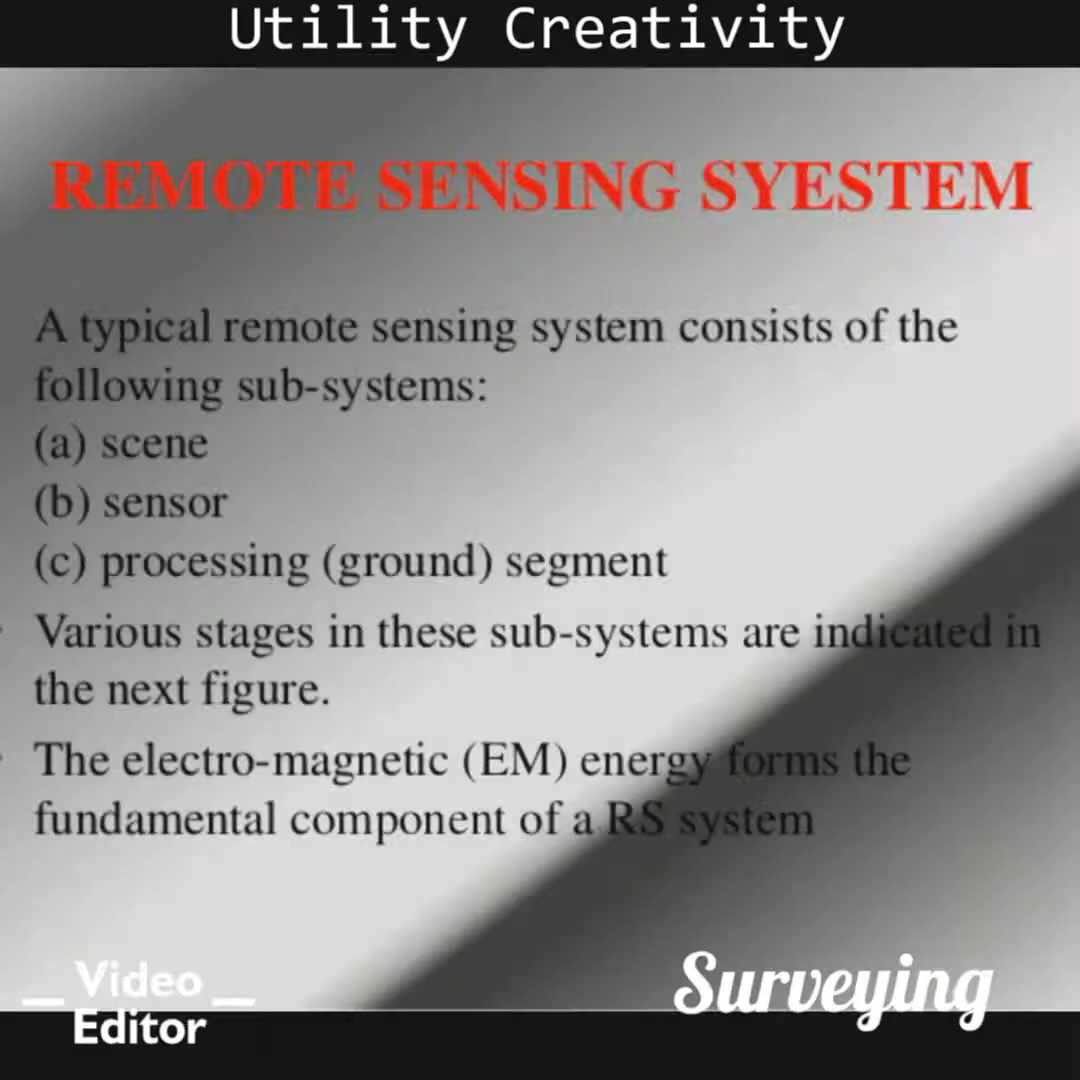 Utility Creativity
REMOTE SENSING SYESTEM
A typical remote sensing system consists of the
following sub-systems:
(a) scene
(b) sensor
(c) processing (ground) segment
Various stages in these sub-systems are indicated in
the next figure.
The electro-magnetic (EM) energy forms the
fundamental component of a RS system
Video
Editor
Surveying